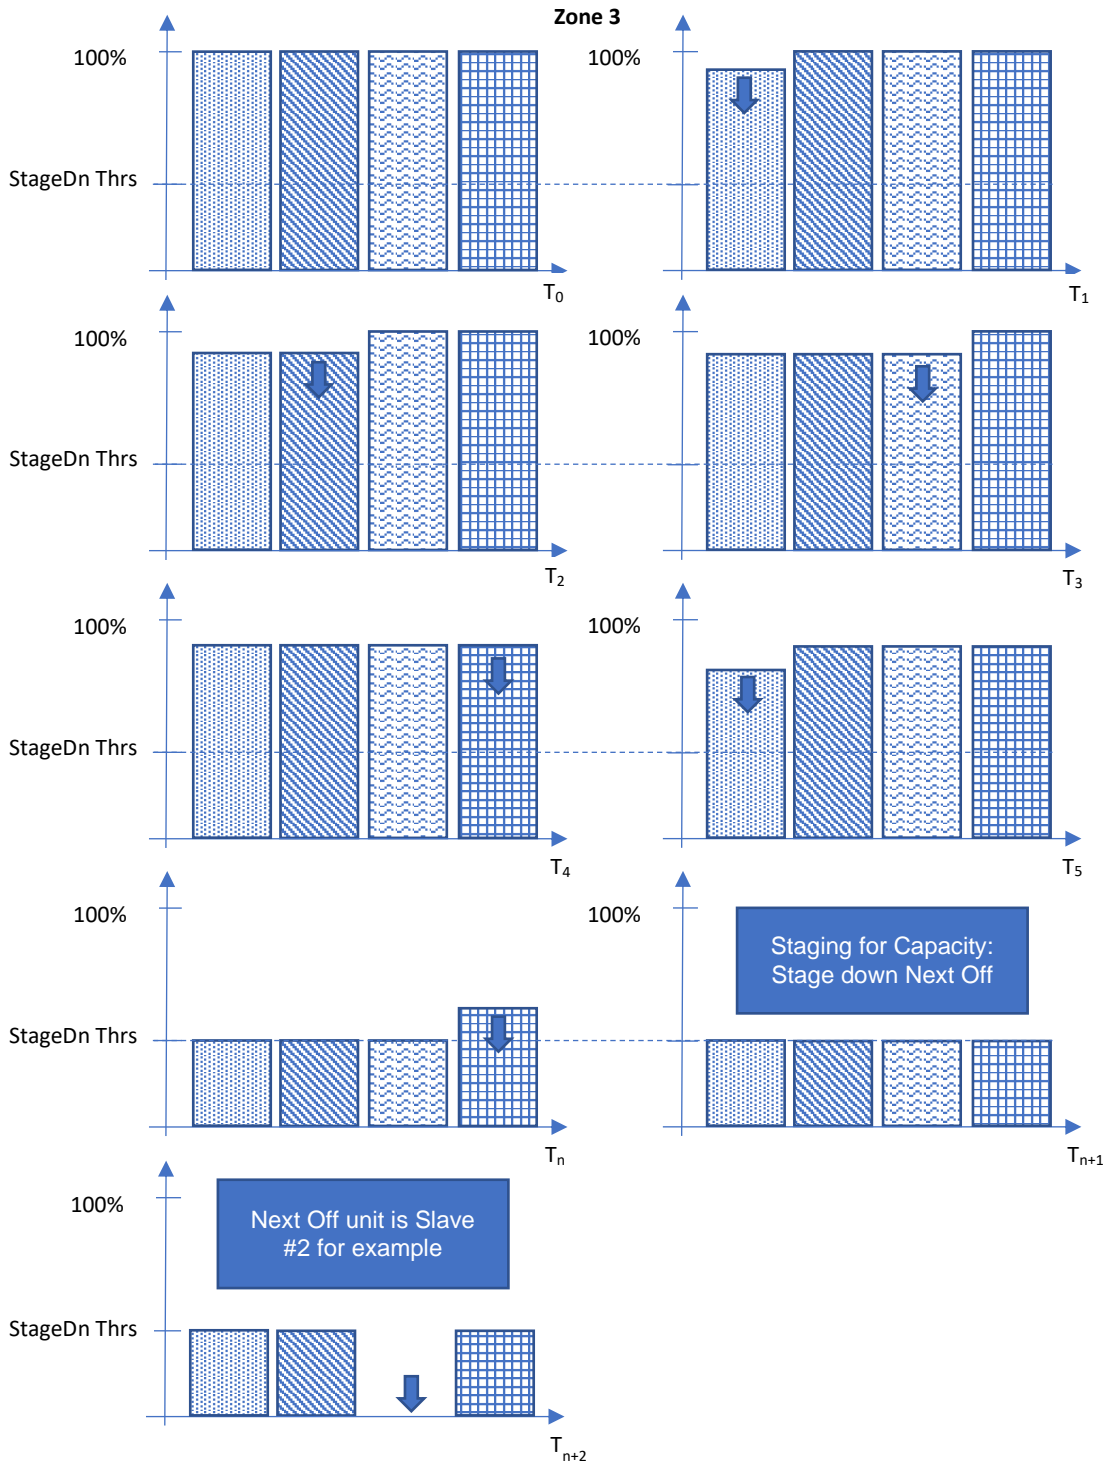 Zone 3
100%
100%
StageDn Thrs
T0
T1
100%
100%
StageDn Thrs
T2
T3
100%
100%
StageDn Thrs
T4
T5
100%
100%
Staging for Capacity:
Stage down Next Off
StageDn Thrs
Tn
Tn+1
100%
Next Off unit is Slave
#2 for example
StageDn Thrs
Tn+2